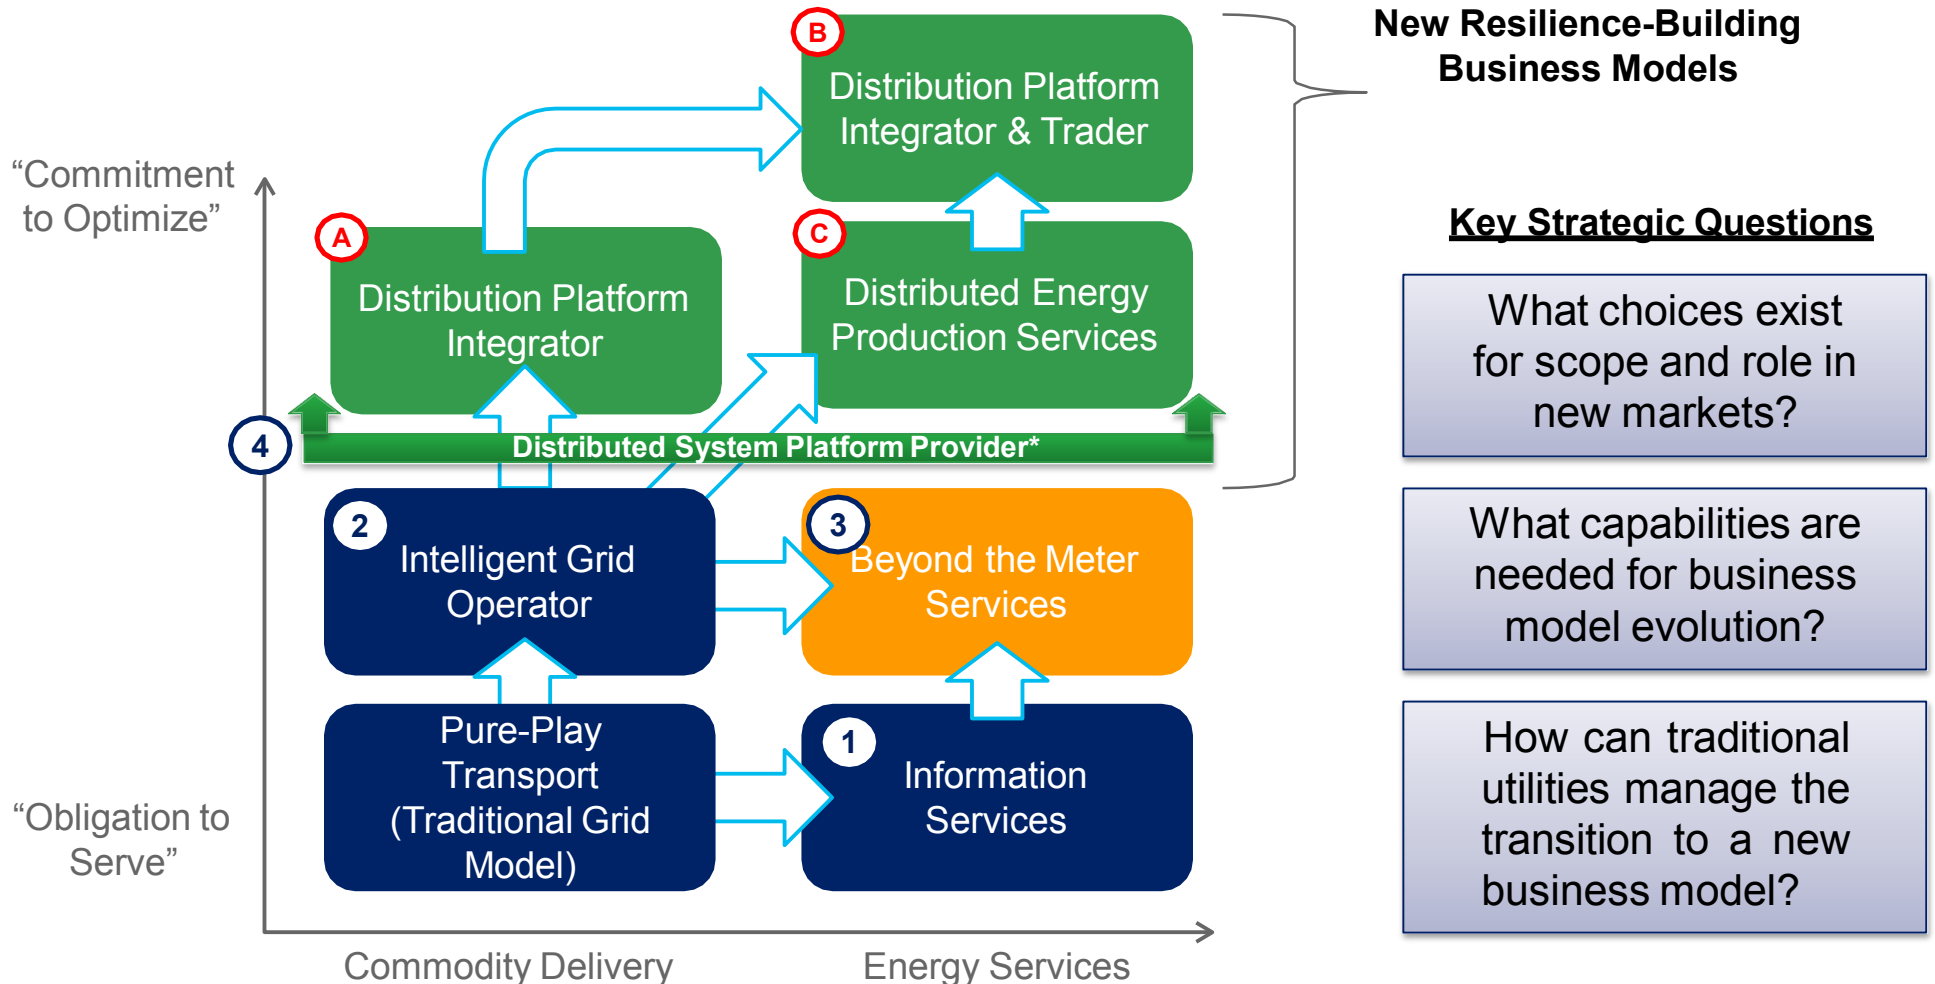 New Resilience-Building
Business Models
B
Distribution Platform
Integrator & Trader
“Commitment
to Optimize”
A
Distribution Platform
Integrator
C
Distributed Energy
Production Services
4
Distributed System Platform Provider*
2
Intelligent Grid
Operator
3
Beyond the Meter
Services
Pure-Play
Transport
(Traditional Grid
Model)
1
Information
Services
“Obligation to
Serve”
Commodity Delivery
Energy Services
Key Strategic Questions
What choices exist
for scope and role in
new markets?
What capabilities are
needed for business
model evolution?
How can traditional
utilities manage the
transition to a new
business model?